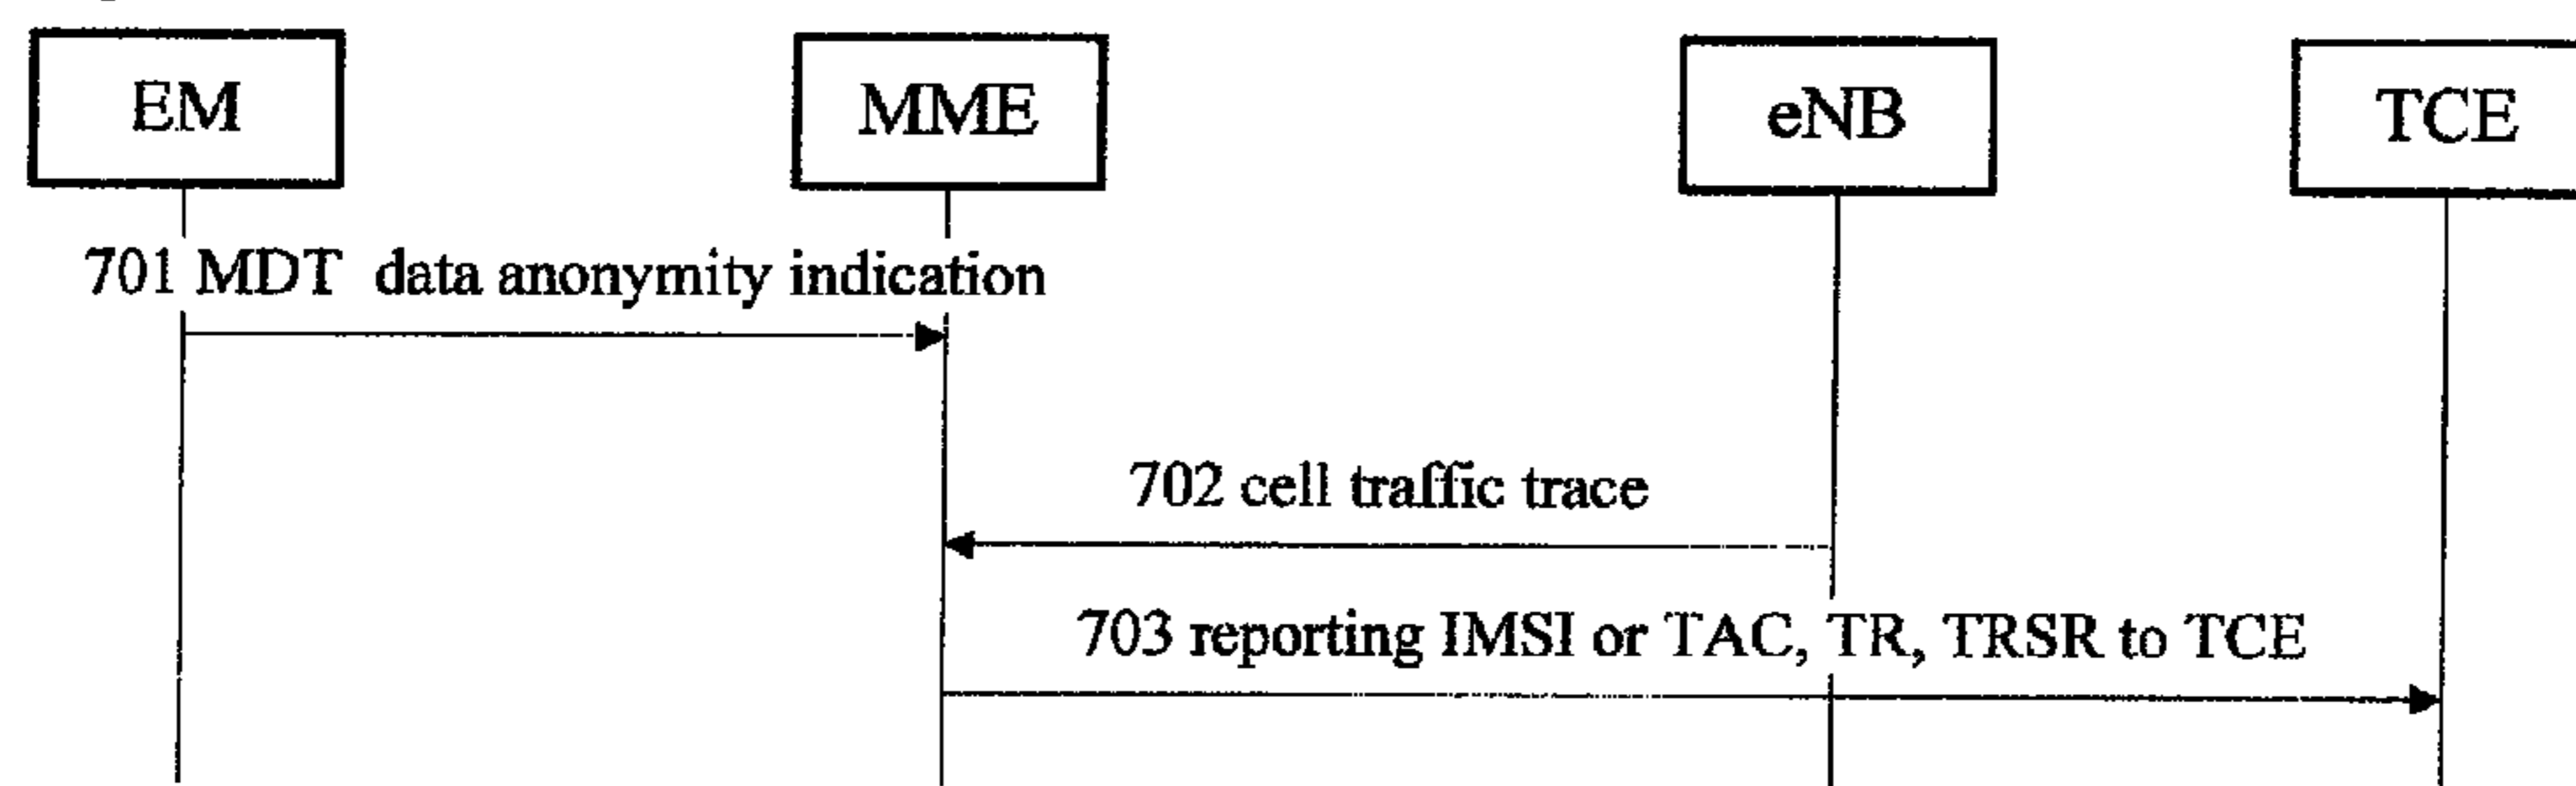 EM MME eNB TCE
701 MDT data anonymity indication
702 cell traffic trace
703 reporting IMSI or TAC, TR, TRSR to TCE